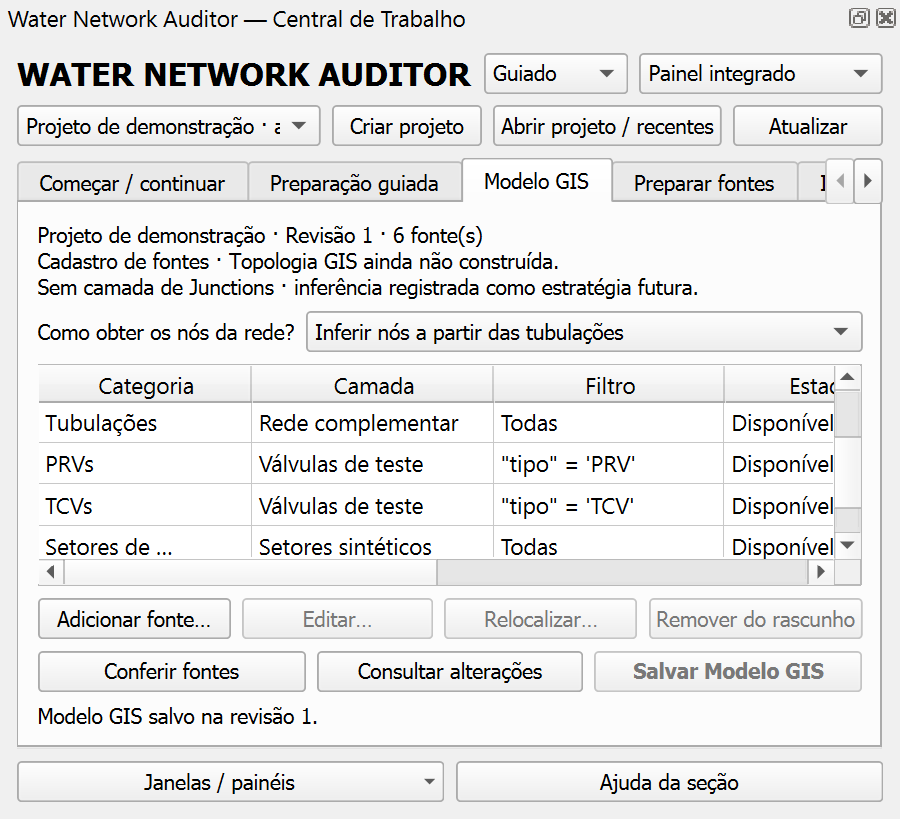 Water Network Auditor — Central de Trabalho
WATER NETWORK AUDITOR Guiado Painel integrado
Projeto de demonstração · Criar projeto Abrir projeto / recentes Atualizar
Começar / continuar Preparação guiada Modelo GIS Preparar fontes
Projeto de demonstração · Revisão 1 · 6 fonte(s)
Cadastro de fontes · Topologia GIS ainda não construída.
Sem camada de Junctions · inferência registrada como estratégia futura.
Como obter os nós da rede? Inferir nós a partir das tubulações
Categoria Camada Filtro
Tubulações Rede complementar Todas Disponível
PRVs Válvulas de teste "tipo" = 'PRV' Disponível
TCVs Válvulas de teste "tipo" = 'TCV' Disponível
Setores de ... Setores sintéticos Todas Disponível
Adicionar fonte... Editar... Relocalizar... Remover do rascunho
Conferir fontes Consultar alterações Salvar Modelo GIS
Modelo GIS salvo na revisão 1.
Janelas / painéis Ajuda da seção